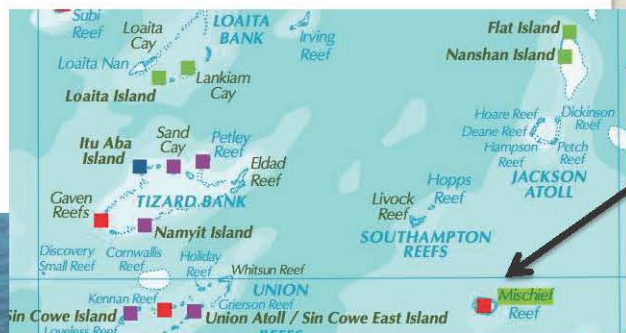 Subi
Reef
Loaita
Cay
LOAITA
BANK
Irving
Reef
Flat Island
Nanshan Island
Loaita Nan
Loaita Island
Lankiam
Cay
Hoare Reef
Dickinson
Reef
Deane Reef
Hampson
Reef
Petch
Reef
JACKSON
ATOLL
Itu Aba
Island
Sand
Cay
Petley
Reef
Eldad
Reef
Gaven
Reefs
TIZARD BANK
Namyit Island
Livock
Reef
Hopps
Reef
SOUTHAMPTON
REEFS
Discovery
Small Reef
Cornwallis
Reef
Holiday
Reef
Whitsun Reef
Kennan Reef
UNION
Grierson Reef
Sin Cowe Island
Union Atoll / Sin Cowe East Island
Loveless Reef
REEFS
Mischief
Reef